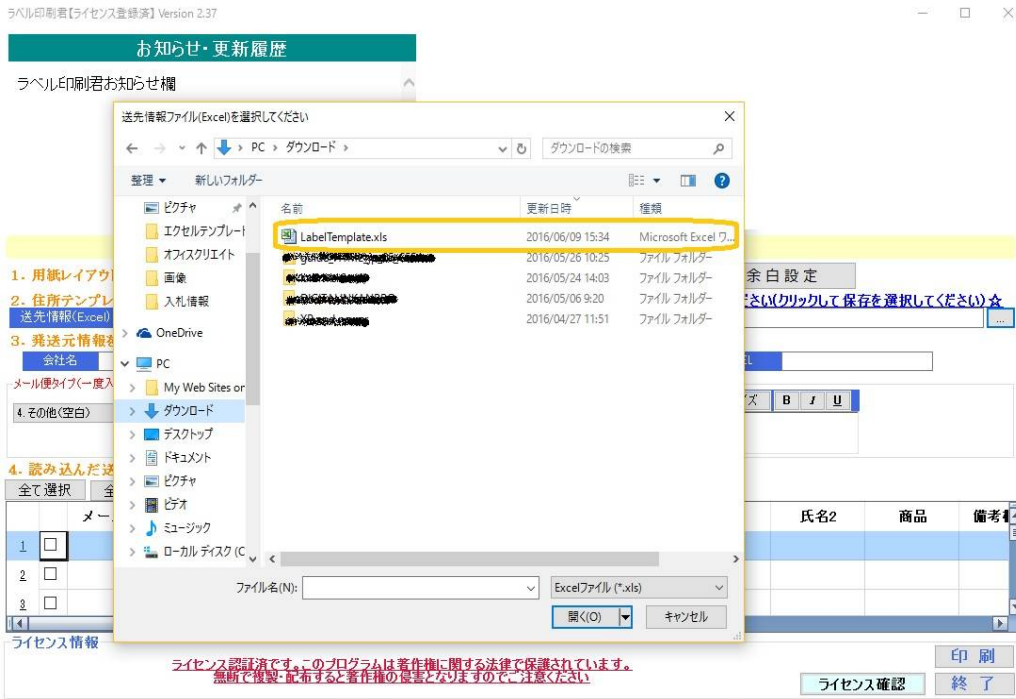 ラベル印刷君【ライセンス登録済】 Version 2.37
お知らせ・更新履歴
ラベル印刷君お知らせ欄
送先情報ファイル(Excel)を選択してください
PC › ダウンロード ›
ダウンロードの検索
整理 新しいフォルダー
名前 更新日時 種類
LabelTemplate.xls 2016/06/09 15:34 Microsoft Excel ワ...
2016/05/26 10:25 ファイル フォルダー
2016/05/24 14:03 ファイル フォルダー
2016/05/06 9:20 ファイル フォルダー
2016/04/27 11:51 ファイル フォルダー
ピクチャ
エクセルテンプレート
オフィスクリエイト
画像
入札情報
OneDrive
PC
My Web Sites or
ダウンロード
デスクトップ
ドキュメント
ピクチャ
ビデオ
ミュージック
ローカル ディスク (C
ファイル名(N):
Excelファイル (*.xls)
開く(O) キャンセル
1. 用紙レイアウ
余白設定
2. 住所テンプレ
ださい(クリックして保存を選択してください)☆
送先情報(Excel)
...
3. 発送元情報を
会社名
メール便タイプ(一度入
4.その他(空白)
ズ B I U
4. 読み込んだ送
全て選択 全
メー 氏名2 商品 備考
1
2
3
ライセンス情報
ライセンス認証済です。このプログラムは著作権に関する法律で保護されています。
無断で複製・配布すると著作権の侵害となりますのでご注意ください
印 刷
ライセンス確認 終 了